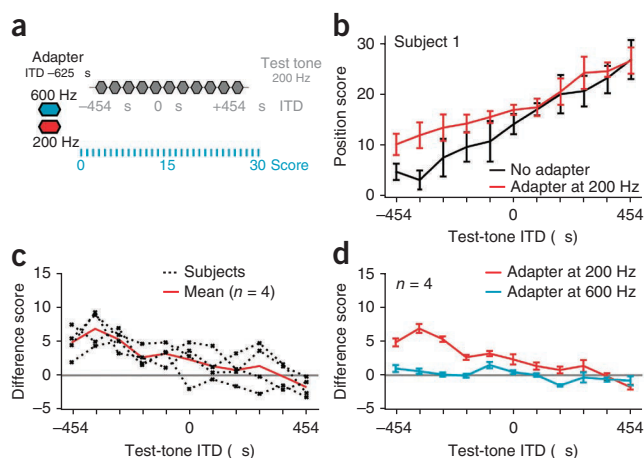 a
Adapter
ITD –625 s
600 Hz
200 Hz
Test tone
200 Hz
–454 s 0 s +454 s ITD
0 15 30 Score
b
Subject 1
Position score
30
20
10
0
No adapter
Adapter at 200 Hz
–454 0 454
Test-tone ITD ( s)
c
Difference score
15
10
5
0
–5
Subjects
Mean (n = 4)
–454 0 454
Test-tone ITD ( s)
d
n = 4
Difference score
15
10
5
0
–5
Adapter at 200 Hz
Adapter at 600 Hz
–454 0 454
Test-tone ITD ( s)